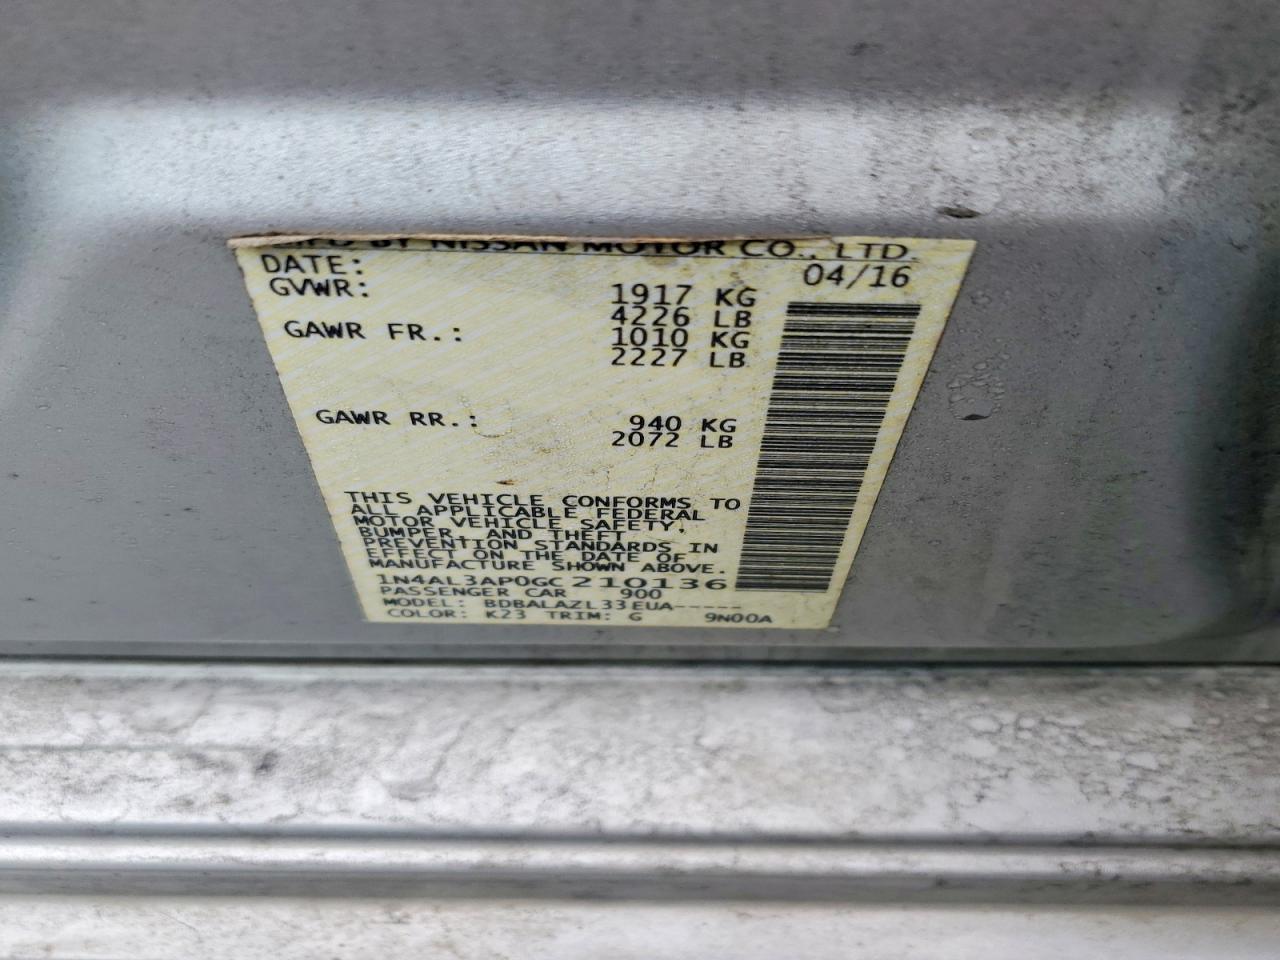 MFD BY NISSAN MOTOR CO., LTD.
DATE: 04/16
GVWR: 1917 KG
4226 LB
GAWR FR.: 1010 KG
2227 LB
GAWR RR.: 940 KG
2072 LB
THIS VEHICLE CONFORMS TO
ALL APPLICABLE FEDERAL
MOTOR VEHICLE SAFETY,
BUMPER, AND THEFT
PREVENTION STANDARDS IN
EFFECT ON THE DATE OF
MANUFACTURE SHOWN ABOVE.
1N4AL3AP0GC210136
PASSENGER CAR 900
MODEL: BDBALAZL33EUA-----
COLOR: K23 TRIM: G 9N00A